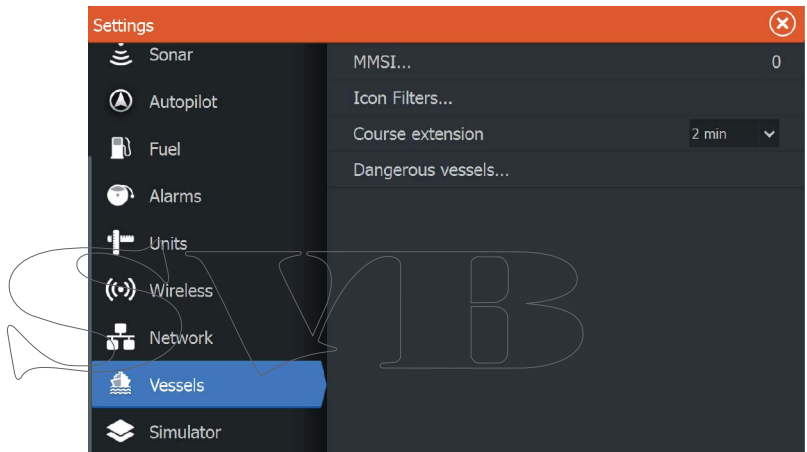 Settings
Sonar
Autopilot
Fuel
Alarms
Units
Wireless
Network
Vessels
Simulator
MMSI... 0
Icon Filters...
Course extension 2 min
Dangerous vessels...
SVB